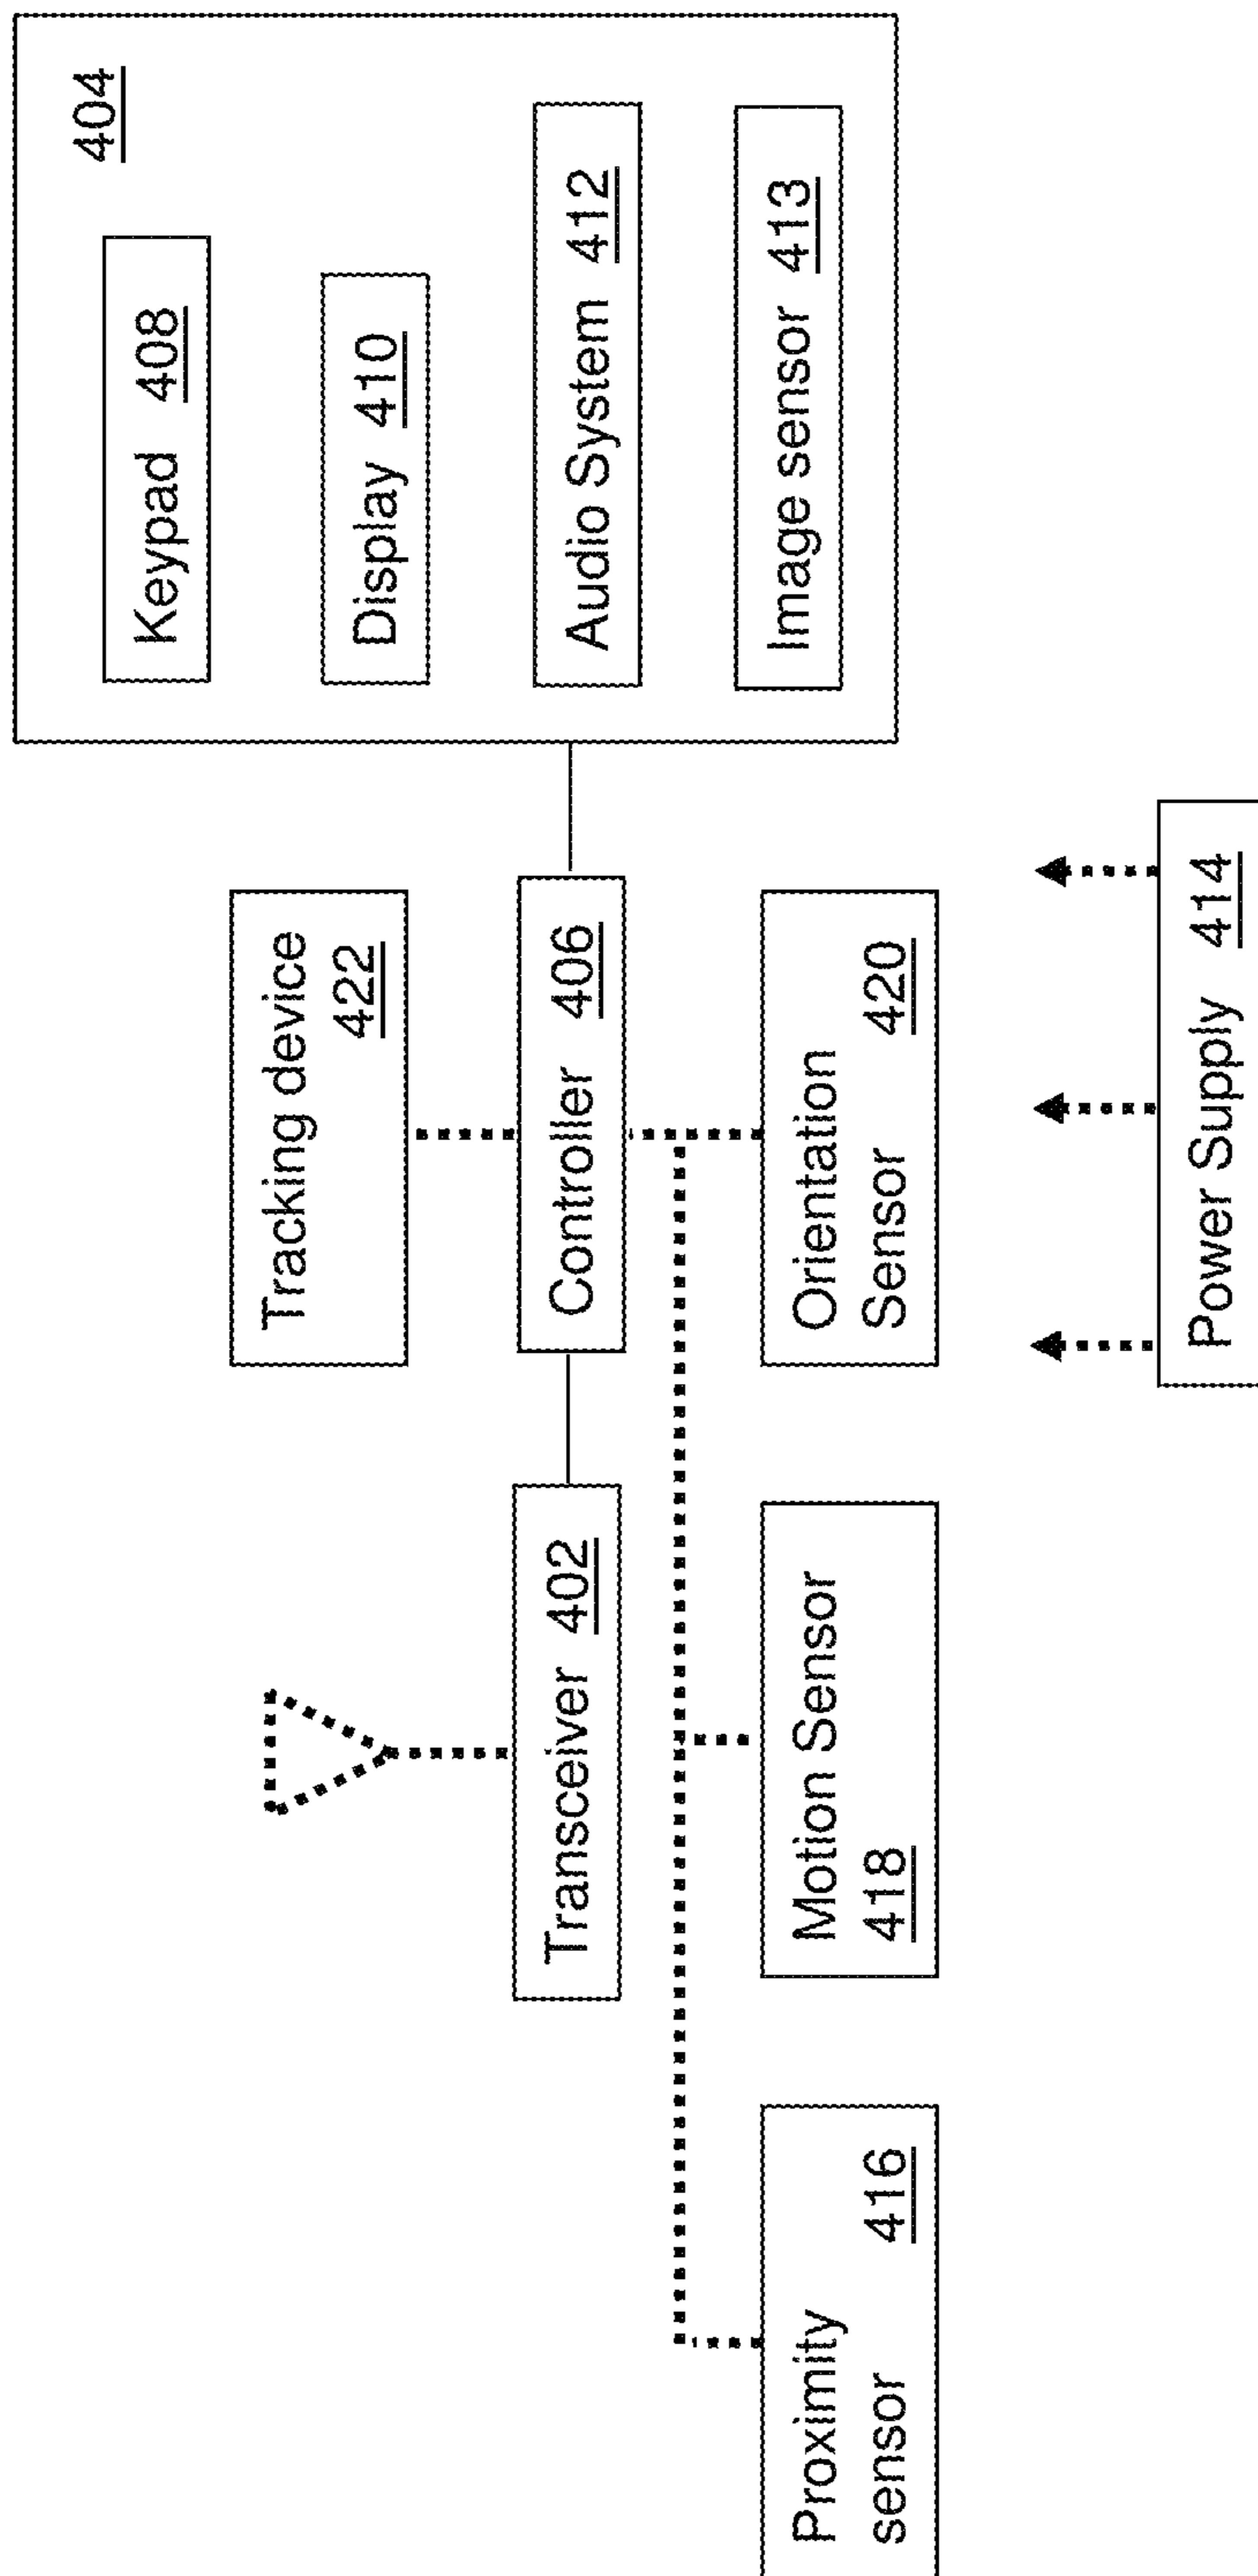 404
Keypad 408
Display 410
Audio System 412
Image sensor 413
Tracking device
422
Controller 406
Transceiver 402
Orientation
Sensor 420
Motion Sensor
418
Proximity
sensor 416
Power Supply 414